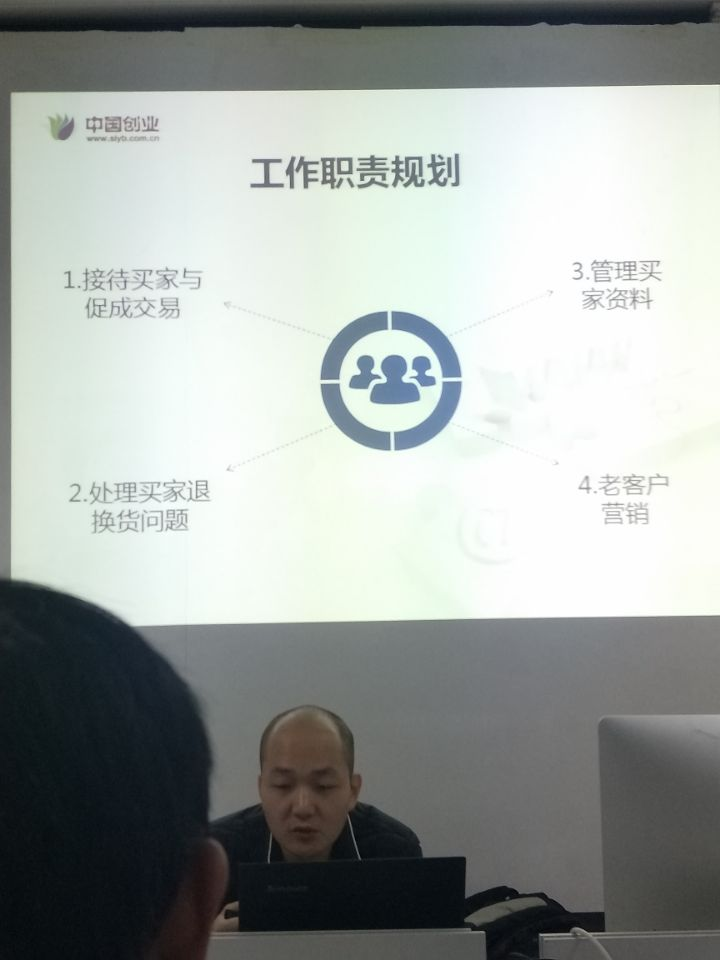 中国创业
www.siyb.com.cn
工作职责规划
1.接待买家与
促成交易
3.管理买
家资料
2.处理买家退
换货问题
4.老客户
营销
lenovo